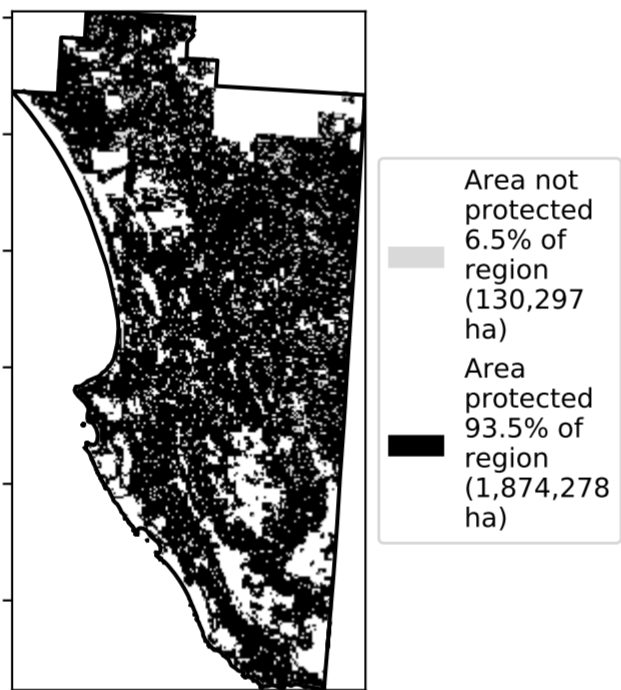 Area not
protected
6.5% of
region
(130,297
ha)
Area
protected
93.5% of
region
(1,874,278
ha)